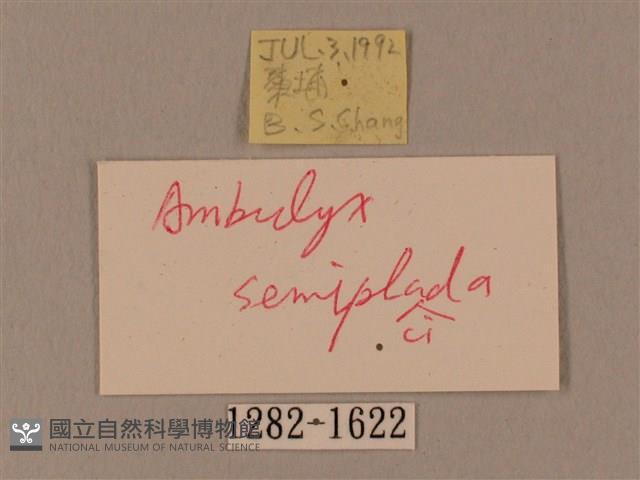 JUL.3,1992
棗埔
B.S.Chang
Ambulyx
semiplada
ci
1282-1622
國立自然科學博物館
NATIONAL MUSEUM OF NATURAL SCIENCE